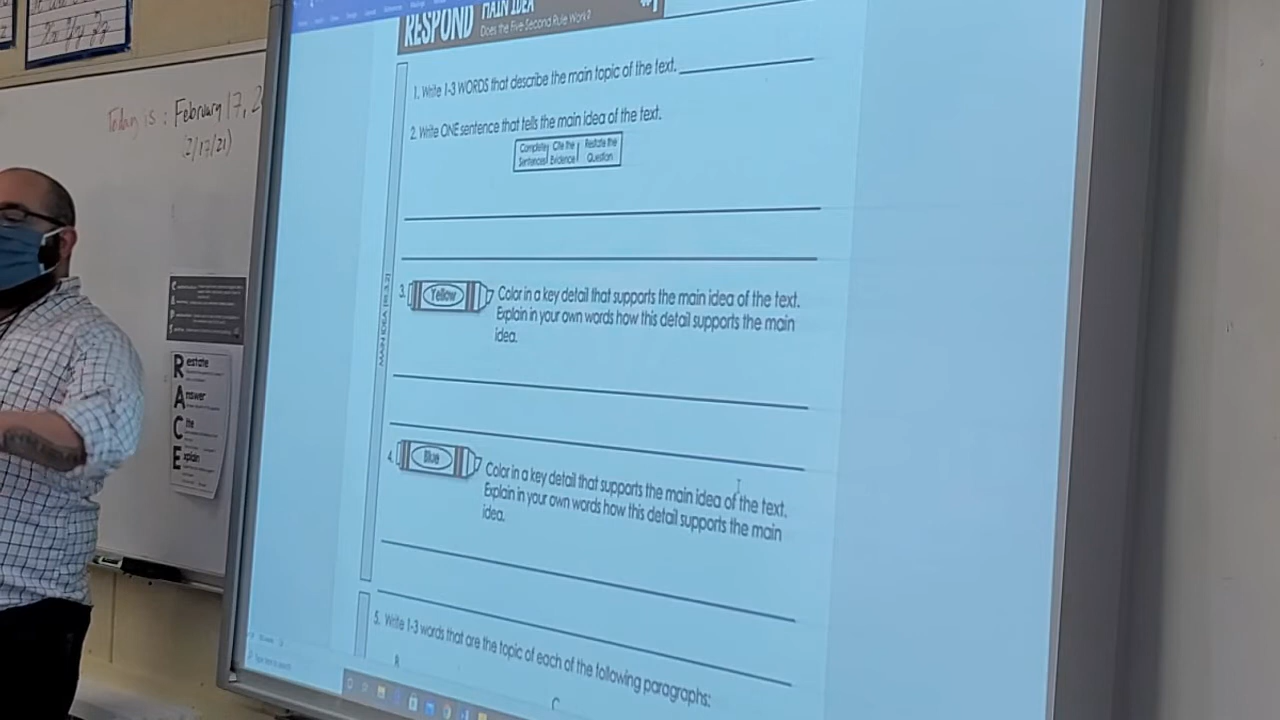 RESPOND
MAIN IDEA
Does the Five-Second Rule Work?
#1
1. Write 1-3 WORDS that describe the main topic of the text.
2. Write ONE sentence that tells the main idea of the text.
Complete Sentences
Cite the Evidence
Restate the Question
3.
Yellow
Color in a key detail that supports the main idea of the text.
Explain in your own words how this detail supports the main
idea.
4.
Blue
Color in a key detail that supports the main idea of the text.
Explain in your own words how this detail supports the main
idea.
5. Write 1-3 words that are the topic of each of the following paragraphs:
C
Today is : February 17, 2
(2/17/21)
Restate
Answer
Cite
Explain